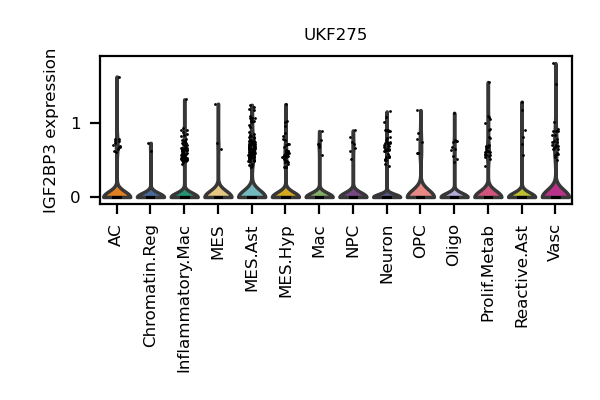 UKF275
IGF2BP3 expression
1
0
AC
Chromatin.Reg
Inflammatory.Mac
MES
MES.Ast
MES.Hyp
Mac
NPC
Neuron
OPC
Oligo
Prolif.Metab
Reactive.Ast
Vasc